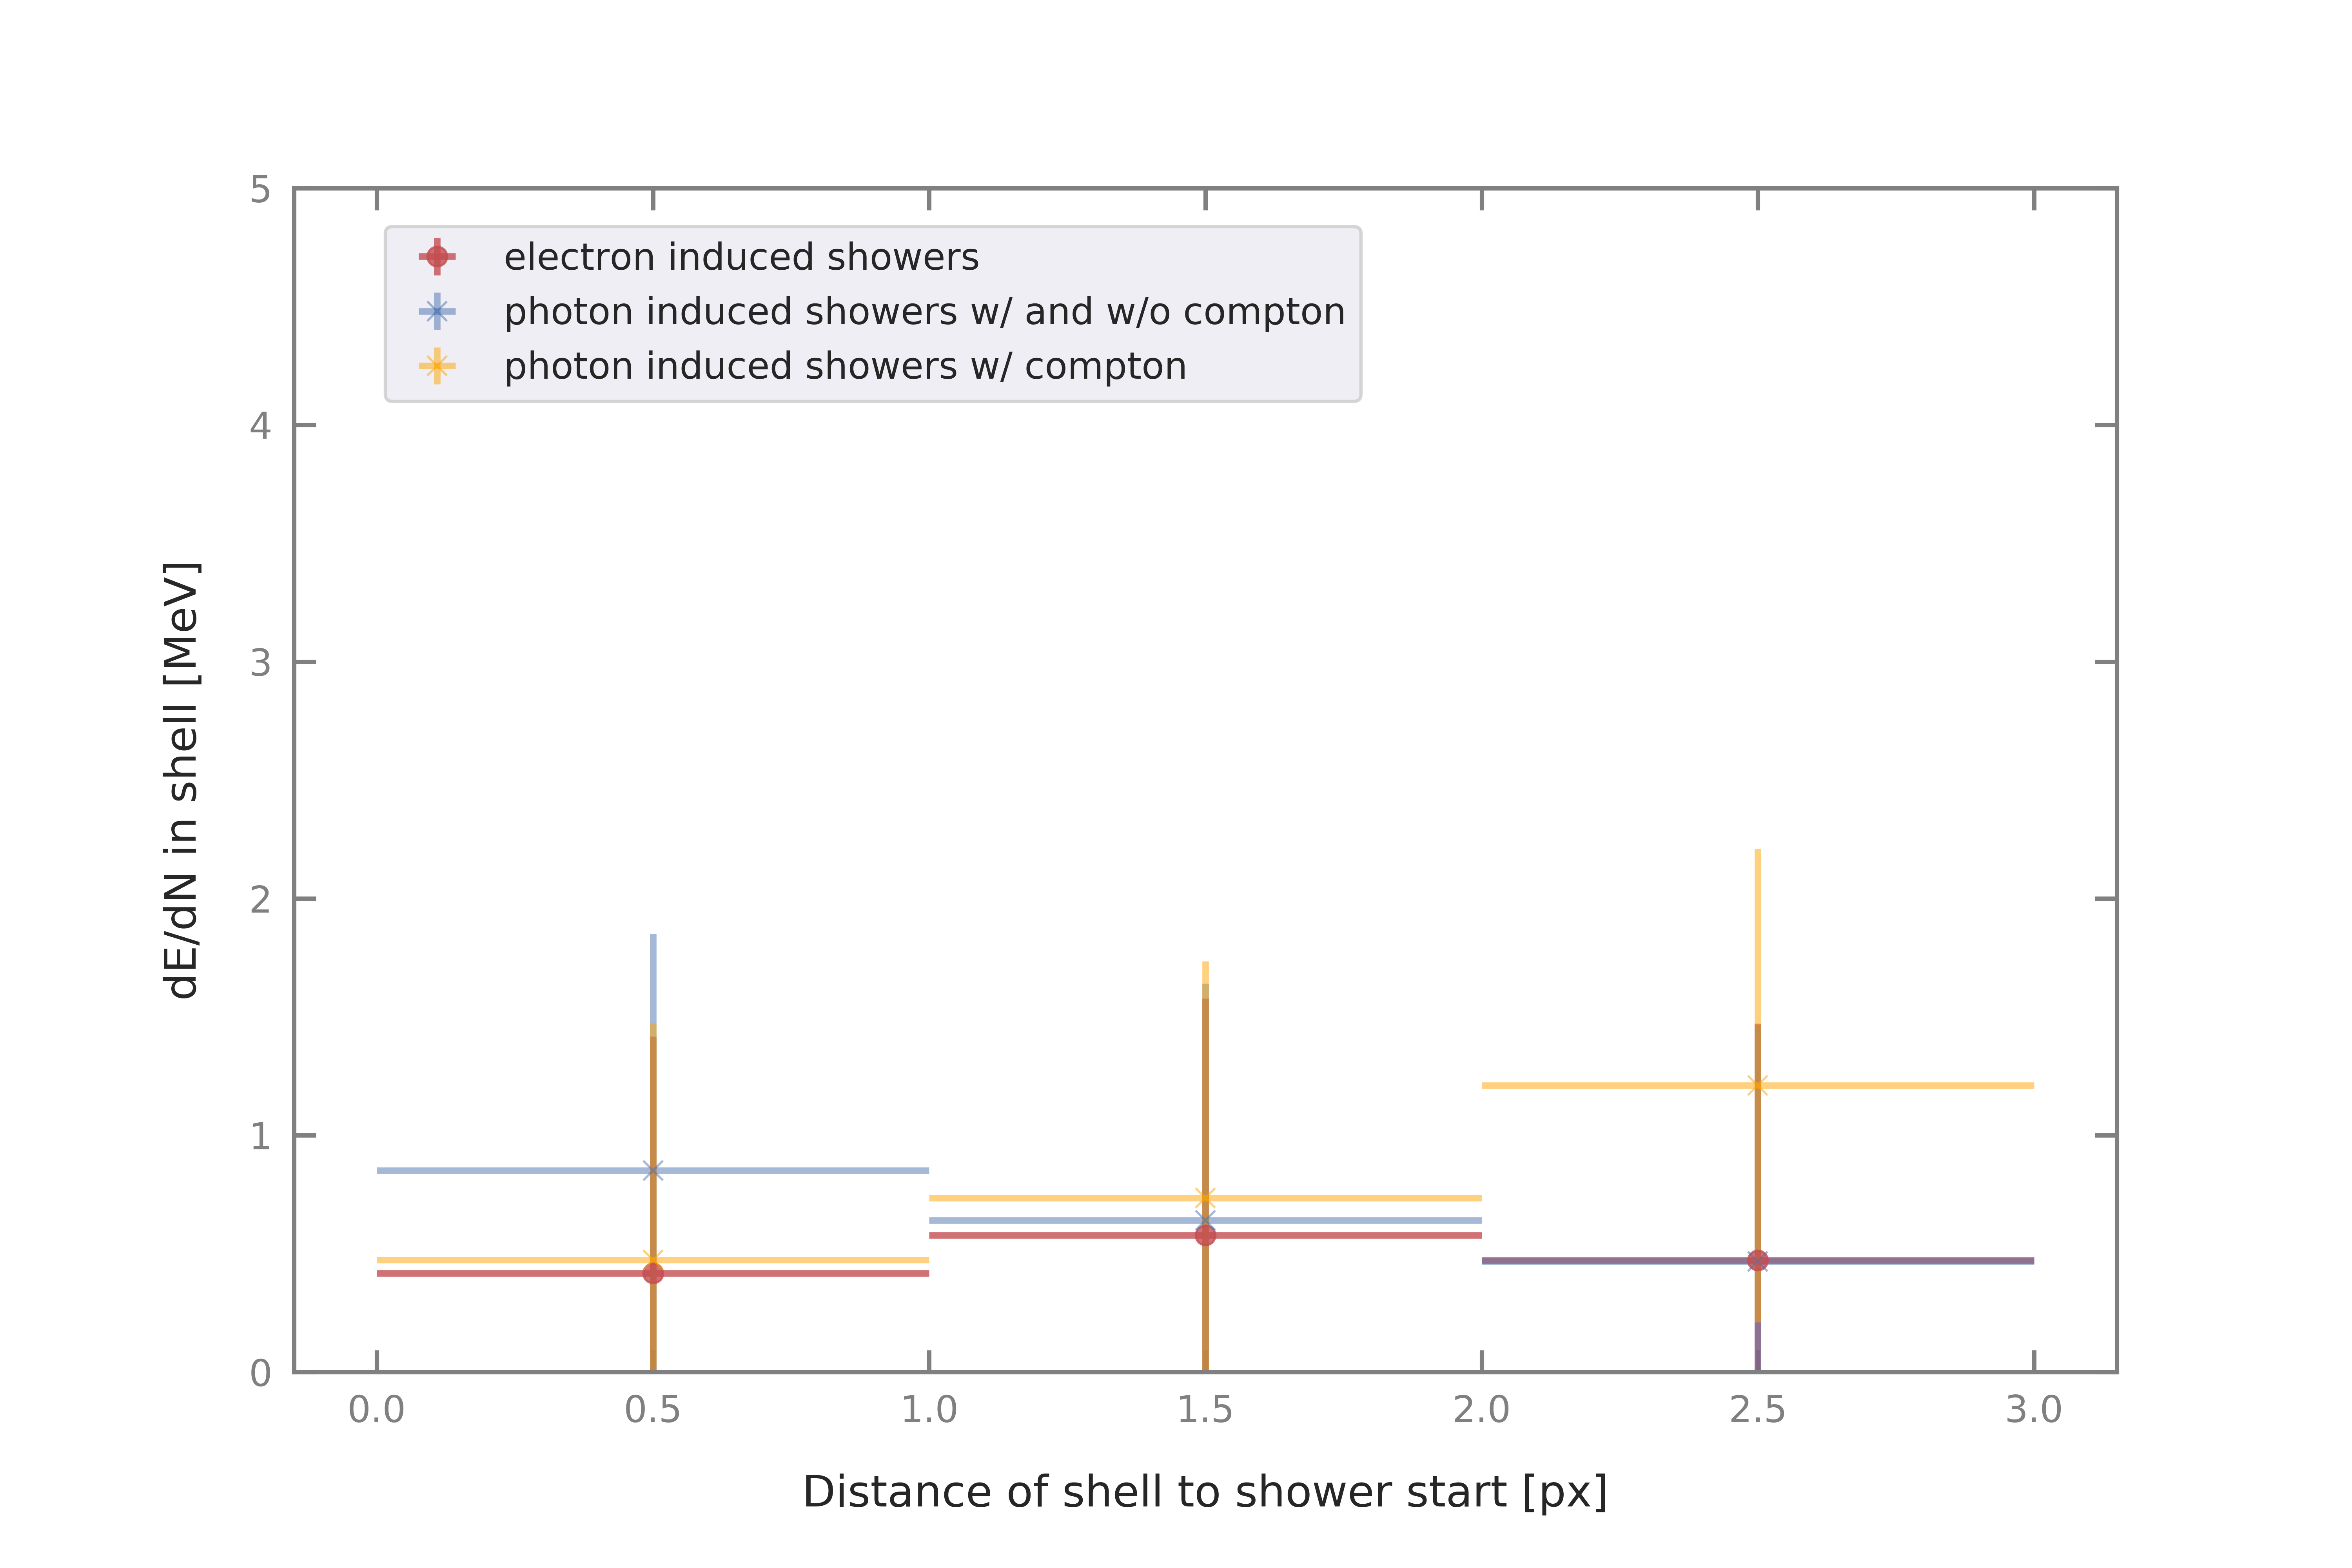 5
4
3
2
1
0
electron induced showers
photon induced showers w/ and w/o compton
photon induced showers w/ compton
dE/dN in shell [MeV]
0.0 0.5 1.0 1.5 2.0 2.5 3.0
Distance of shell to shower start [px]